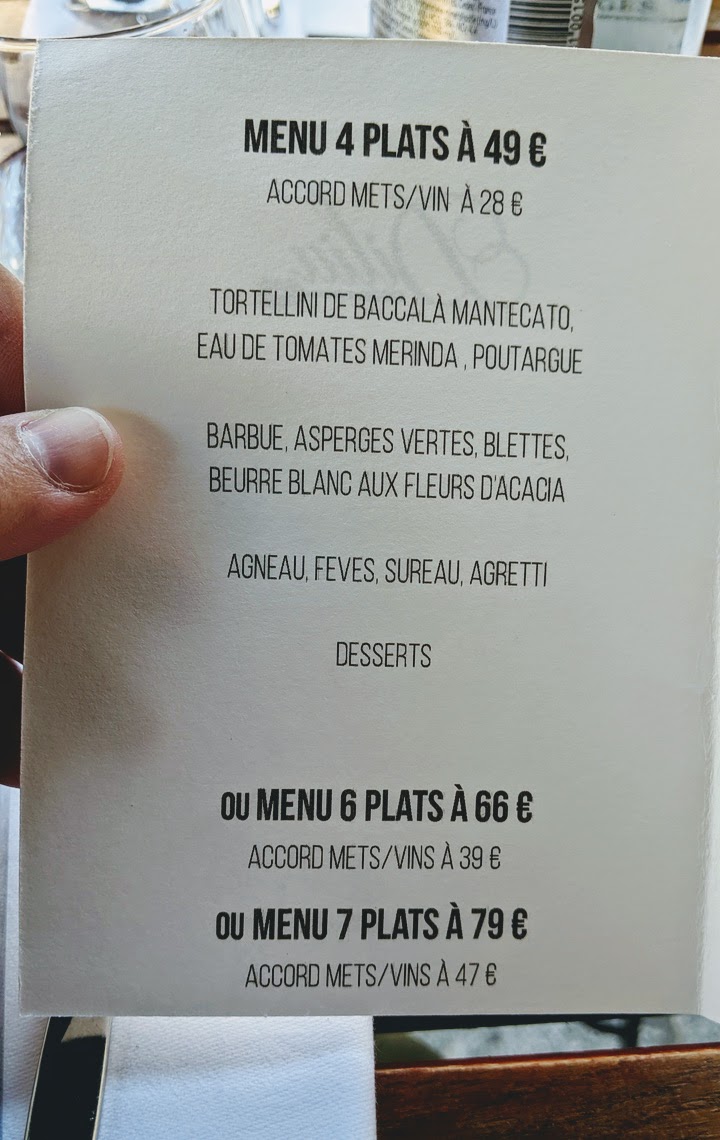 MENU 4 PLATS À 49 €
ACCORD METS/VIN À 28 €
TORTELLINI DE BACCALÀ MANTECATO,
EAU DE TOMATES MERINDA , POUTARGUE
BARBUE, ASPERGES VERTES, BLETTES,
BEURRE BLANC AUX FLEURS D'ACACIA
AGNEAU, FEVES, SUREAU, AGRETTI
DESSERTS
OU MENU 6 PLATS À 66 €
ACCORD METS/VINS À 39 €
OU MENU 7 PLATS À 79 €
ACCORD METS/VINS À 47 €